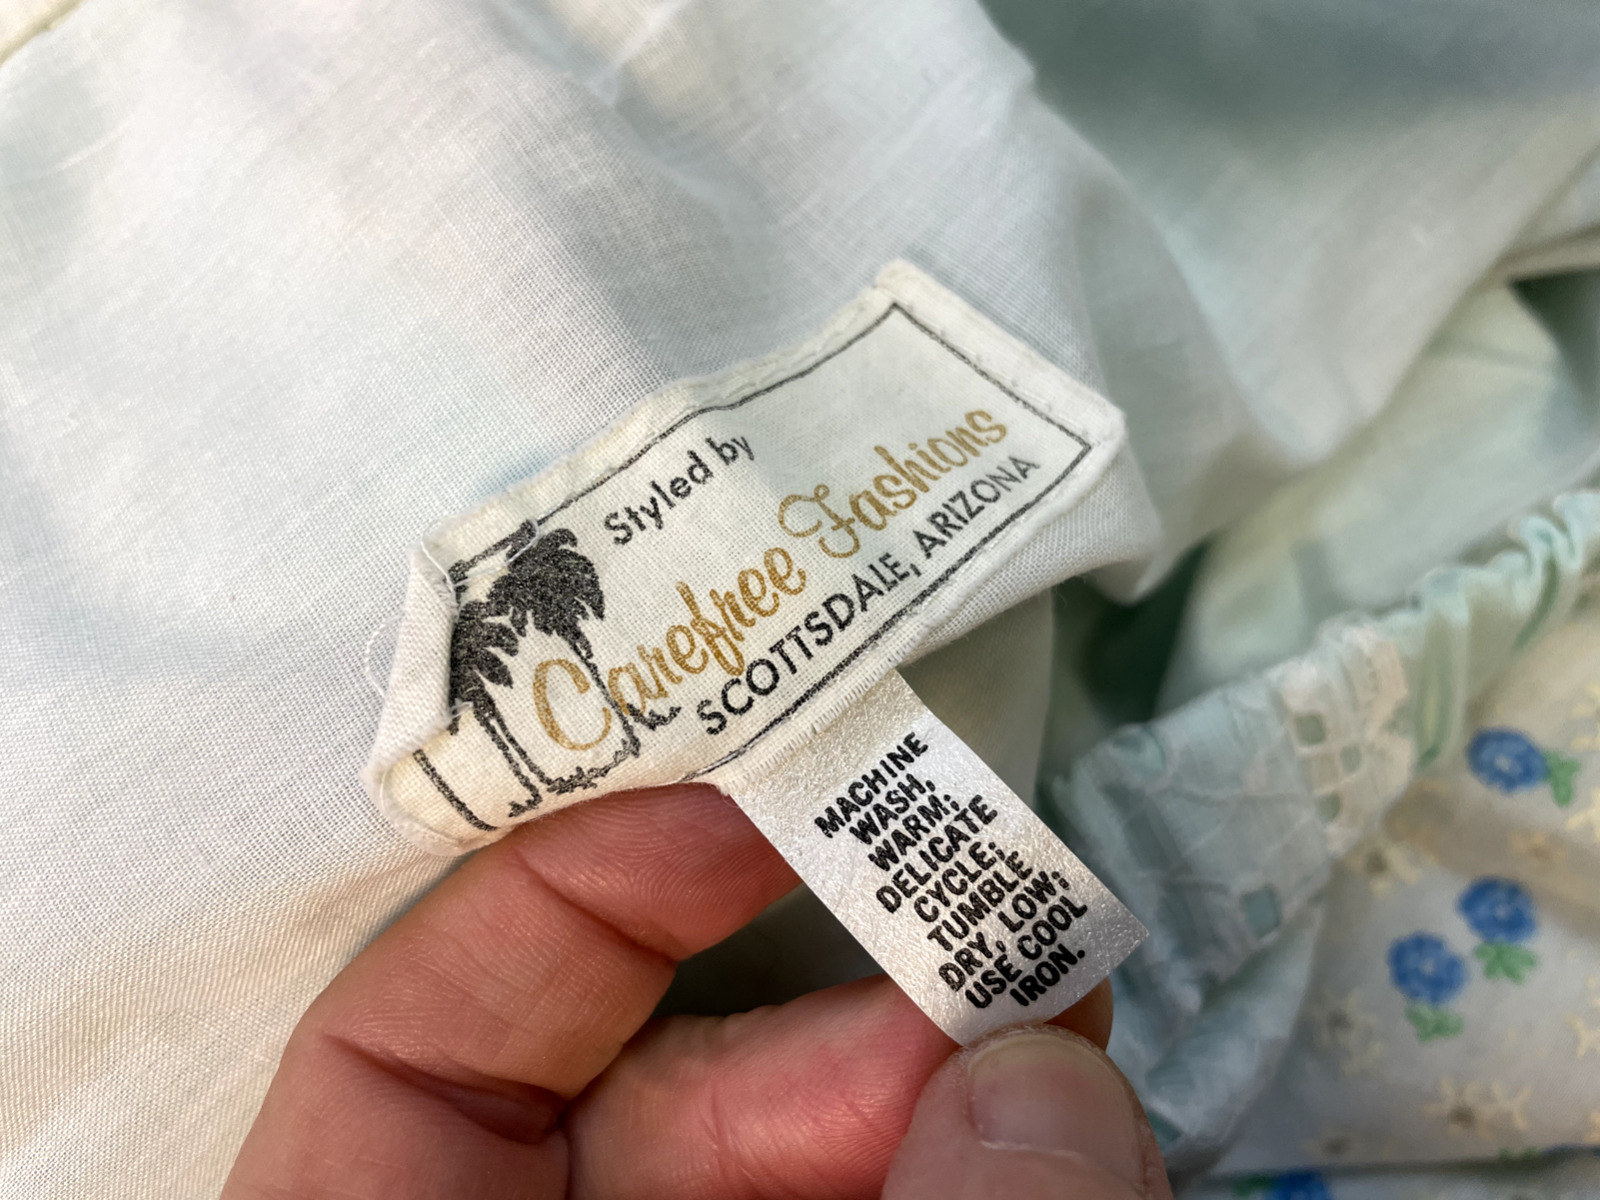 Styled by
Carefree Fashions
SCOTTSDALE, ARIZONA
MACHINE
WASH,
WARM;
DELICATE
CYCLE;
TUMBLE
DRY, LOW;
USE COOL
IRON.